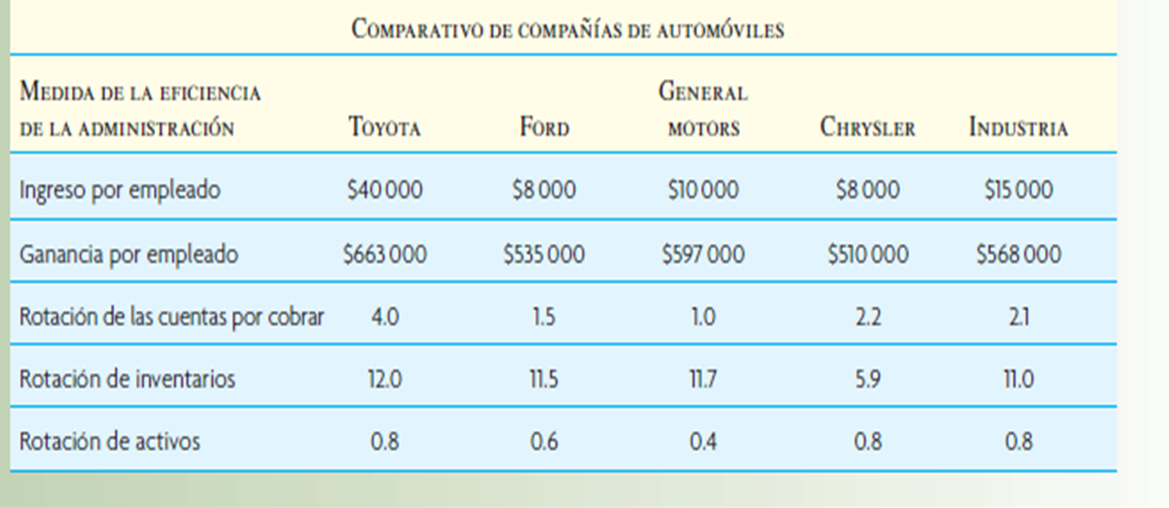 COMPARATIVO DE COMPAÑÍAS DE AUTOMÓVILES
MEDIDA DE LA EFICIENCIA GENERAL
DE LA ADMINISTRACIÓN TOYOTA FORD MOTORS CHRYSLER INDUSTRIA
Ingreso por empleado $40 000 $8 000 $10 000 $8 000 $15 000
Ganancia por empleado $663 000 $535 000 $597 000 $510 000 $568 000
Rotación de las cuentas por cobrar 4.0 1.5 1.0 2.2 2.1
Rotación de inventarios 12.0 11.5 11.7 5.9 11.0
Rotación de activos 0.8 0.6 0.4 0.8 0.8